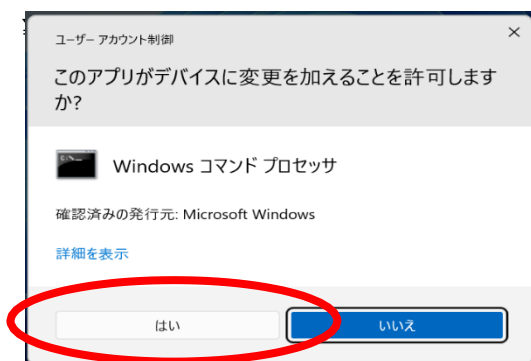 ユーザー アカウント制御
このアプリがデバイスに変更を加えることを許可します
か?
Windows コマンド プロセッサ
確認済みの発行元: Microsoft Windows
詳細を表示
はい
いいえ